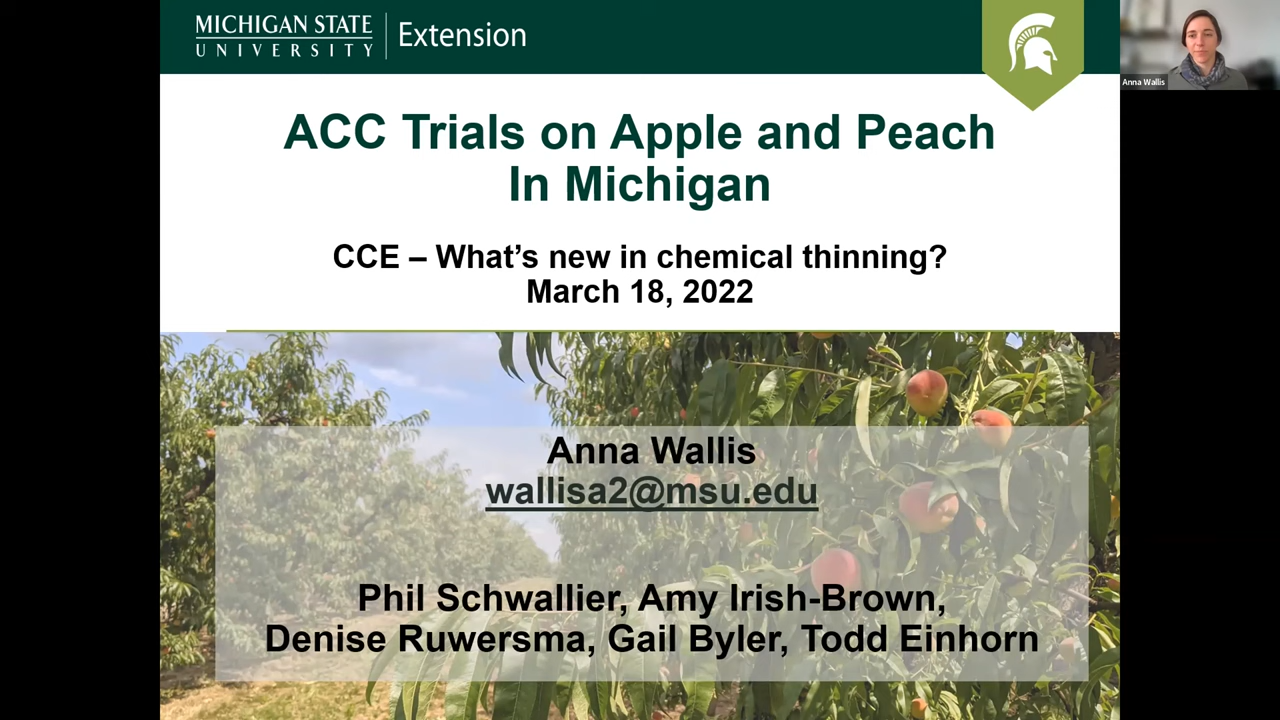 MICHIGAN STATE
UNIVERSITY
Extension
ACC Trials on Apple and Peach
In Michigan
CCE – What's new in chemical thinning?
March 18, 2022
Anna Wallis
wallisa2@msu.edu
Phil Schwallier, Amy Irish-Brown,
Denise Ruwersma, Gail Byler, Todd Einhorn
Anna Wallis